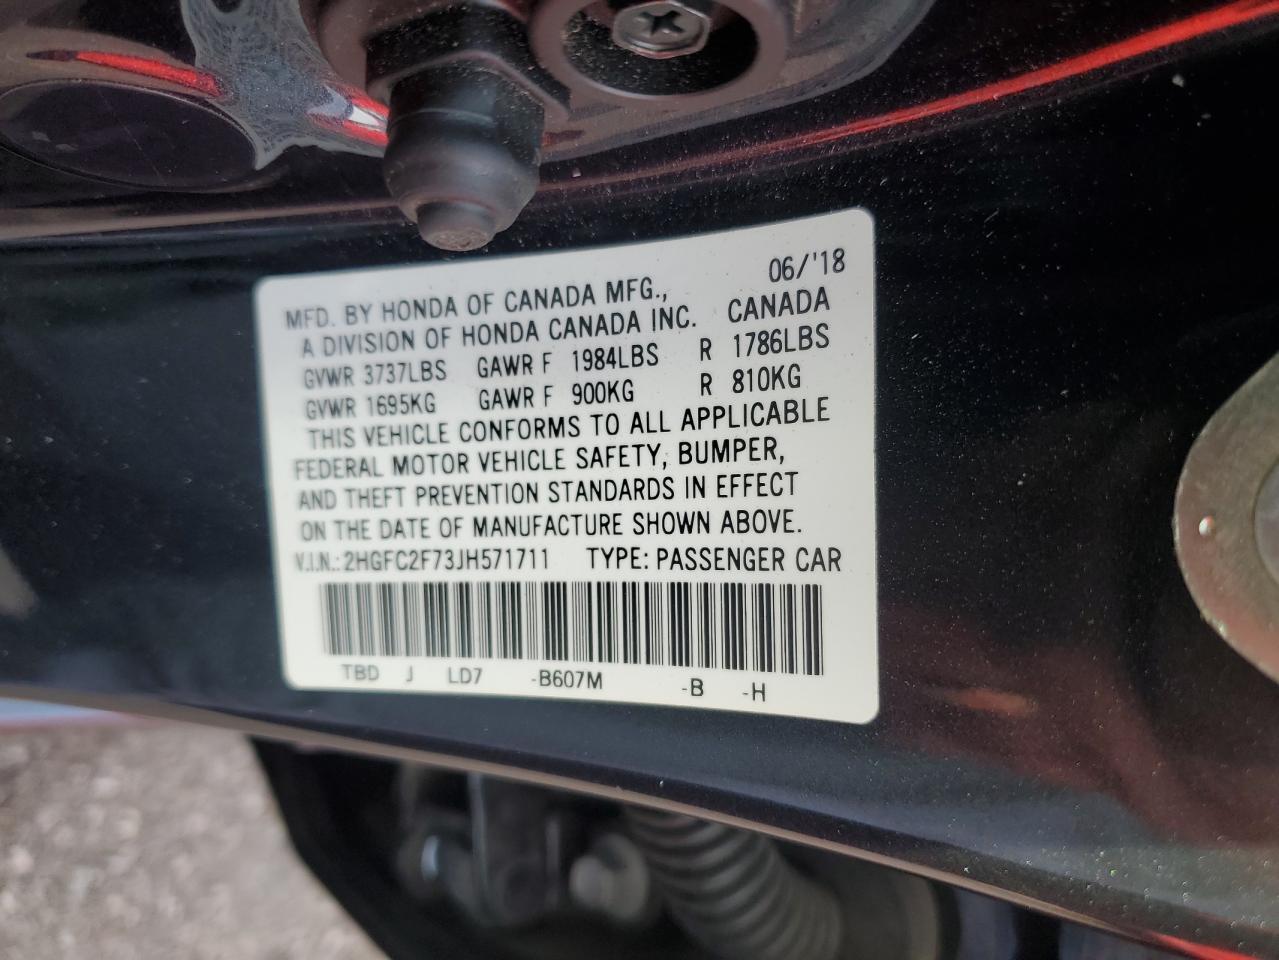 06/'18
MFD. BY HONDA OF CANADA MFG.,
A DIVISION OF HONDA CANADA INC. CANADA
GVWR 3737LBS GAWR F 1984LBS R 1786LBS
GVWR 1695KG GAWR F 900KG R 810KG
THIS VEHICLE CONFORMS TO ALL APPLICABLE
FEDERAL MOTOR VEHICLE SAFETY, BUMPER,
AND THEFT PREVENTION STANDARDS IN EFFECT
ON THE DATE OF MANUFACTURE SHOWN ABOVE.
V.I.N.: 2HGFC2F73JH571711 TYPE: PASSENGER CAR
TBD J LD7 -B607M -B -H